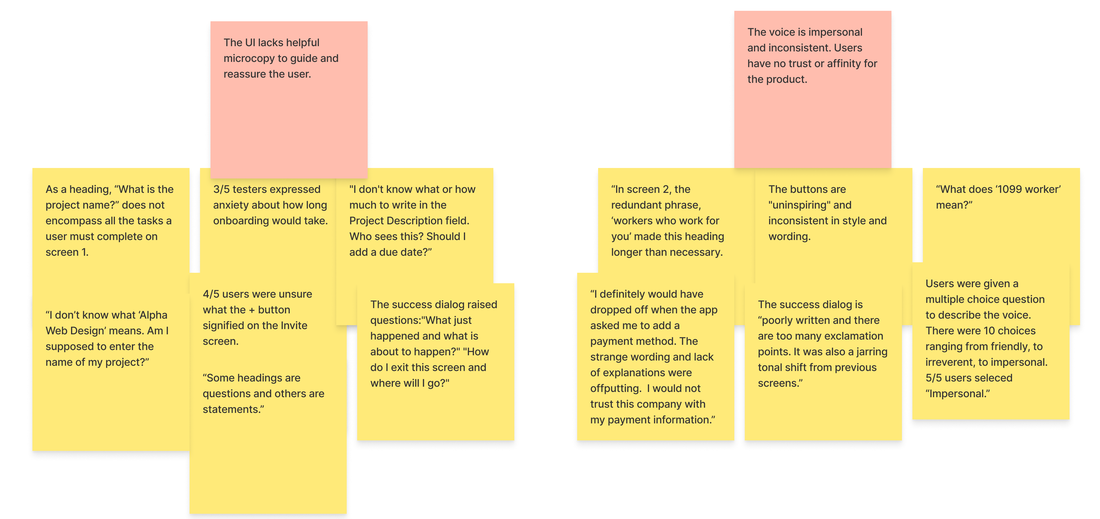 The UI lacks helpful
microcopy to guide and
reassure the user.
As a heading, “What is the
project name?” does not
encompass all the tasks a
user must complete on
screen 1.
3/5 testers expressed
anxiety about how long
onboarding would take.
"I don't know what or how
much to write in the
Project Description field.
Who sees this? Should I
add a due date?”
“I don’t know what ‘Alpha
Web Design’ means. Am I
supposed to enter the
name of my project?”
4/5 users were unsure
what the + button
signified on the Invite
screen.
“Some headings are
questions and others are
statements.”
The success dialog raised
questions:“What just
happened and what is
about to happen?" "How
do I exit this screen and
where will I go?"
The voice is impersonal
and inconsistent. Users
have no trust or affinity for
the product.
“In screen 2, the
redundant phrase,
‘workers who work for
you’ made this heading
longer than necessary.
The buttons are
"uninspiring" and
inconsistent in style and
wording.
“What does ‘1099 worker’
mean?”
“I definitely would have
dropped off when the app
asked me to add a
payment method. The
strange wording and lack
of explanations were
offputting.  I would not
trust this company with
my payment information.”
The success dialog is
“poorly written and there
are too many exclamation
points. It was also a jarring
tonal shift from previous
screens.”
Users were given a
multiple choice question
to describe the voice.
There were 10 choices
ranging from friendly, to
irreverent, to impersonal.
5/5 users seleced
“Impersonal.”